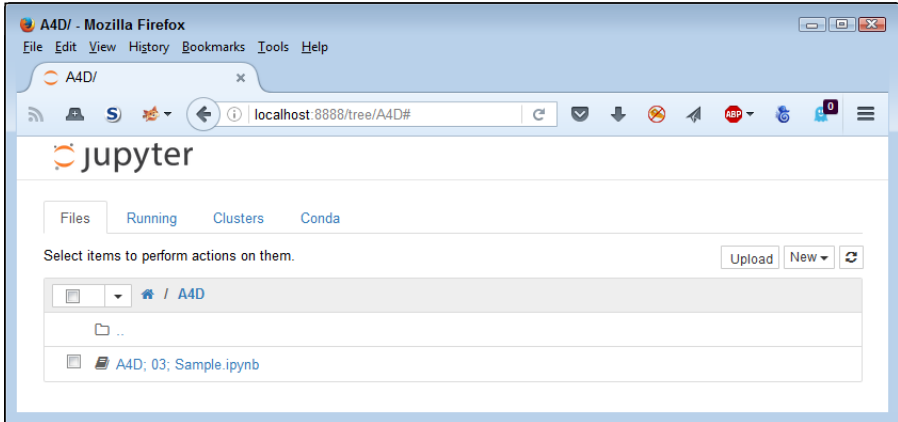 A4D/ - Mozilla Firefox
File Edit View History Bookmarks Tools Help
A4D/
localhost:8888/tree/A4D#
S
ABP
0
jupyter
Files Running Clusters Conda
Select items to perform actions on them.
Upload New
/ A4D
..
A4D; 03; Sample.ipynb